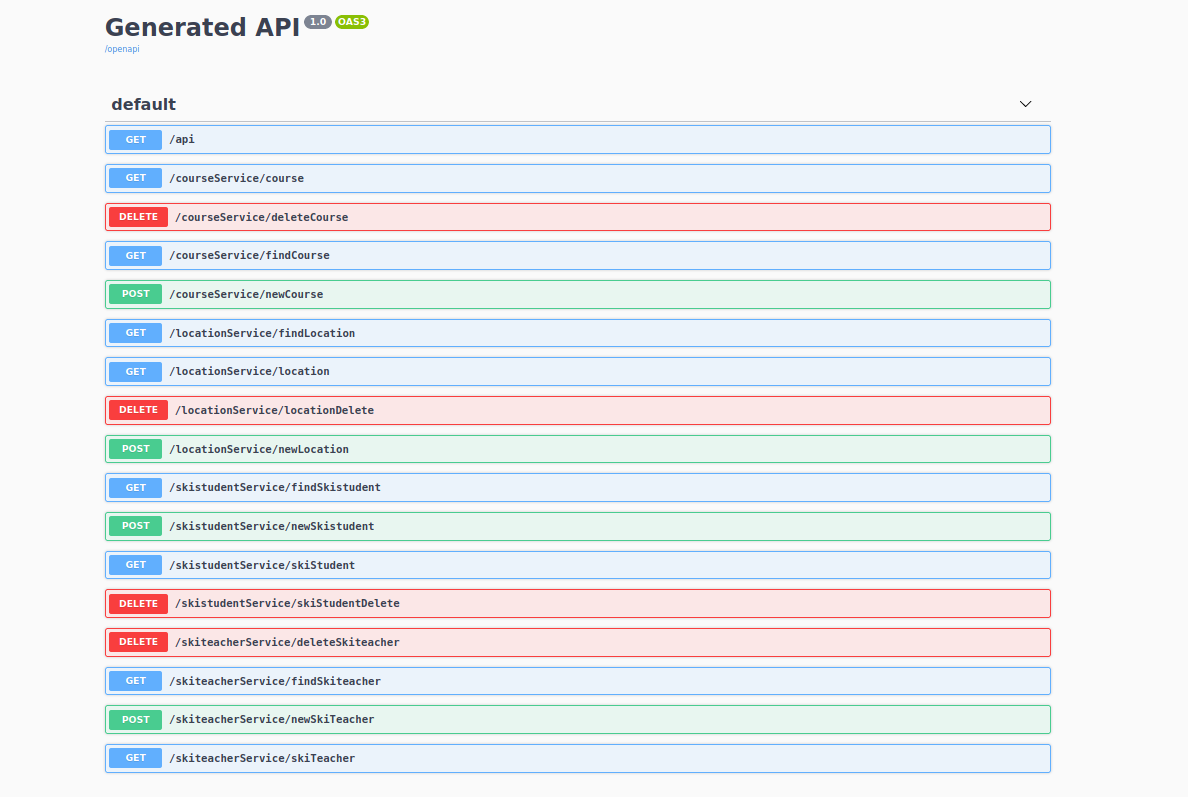 Generated API 1.0 OAS3
/openapi
default
GET /api
GET /courseService/course
DELETE /courseService/deleteCourse
GET /courseService/findCourse
POST /courseService/newCourse
GET /locationService/findLocation
GET /locationService/location
DELETE /locationService/locationDelete
POST /locationService/newLocation
GET /skistudentService/findSkistudent
POST /skistudentService/newSkistudent
GET /skistudentService/skiStudent
DELETE /skistudentService/skiStudentDelete
DELETE /skiteacherService/deleteSkiteacher
GET /skiteacherService/findSkiteacher
POST /skiteacherService/newSkiTeacher
GET /skiteacherService/skiTeacher